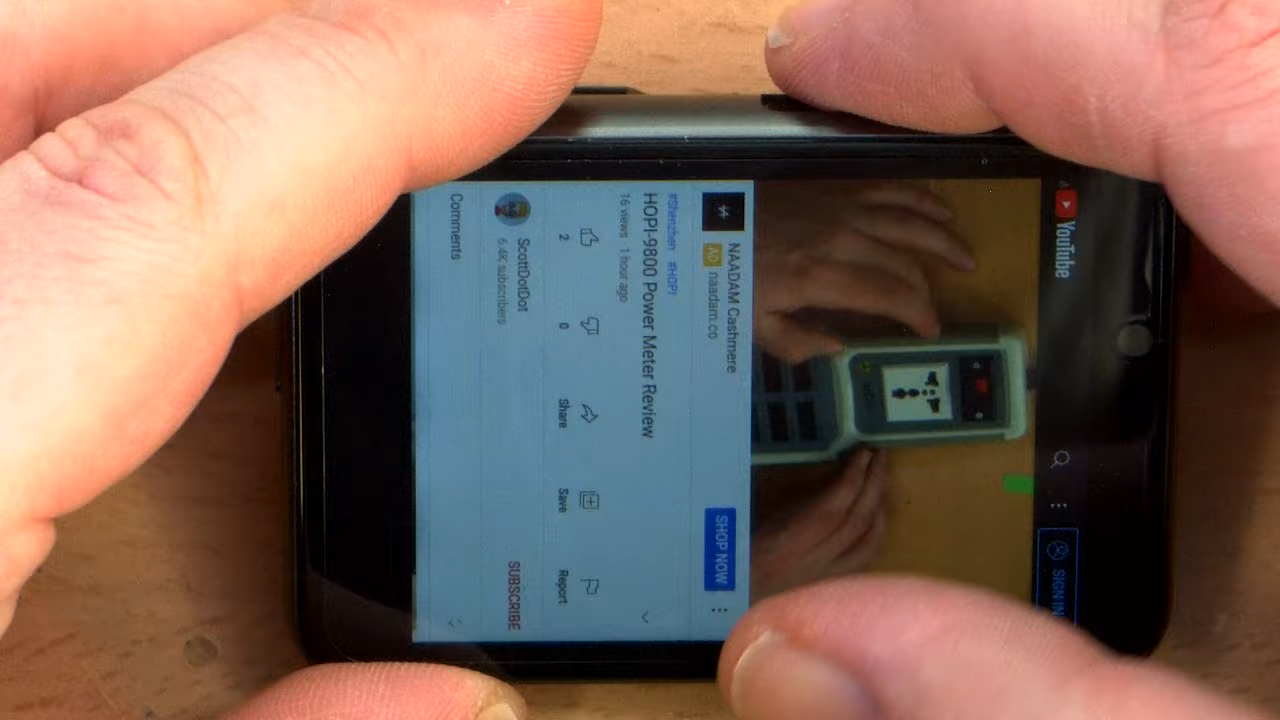 YouTube
SIGN IN
NAADAM Cashmere
AD naadam.co
SHOP NOW
#Shenzhen #HOPI
HOPI-9800 Power Meter Review
16 views · 1 hour ago
2
0
Share
Save
Report
ScottDotDot
6.4K subscribers
SUBSCRIBE
Comments